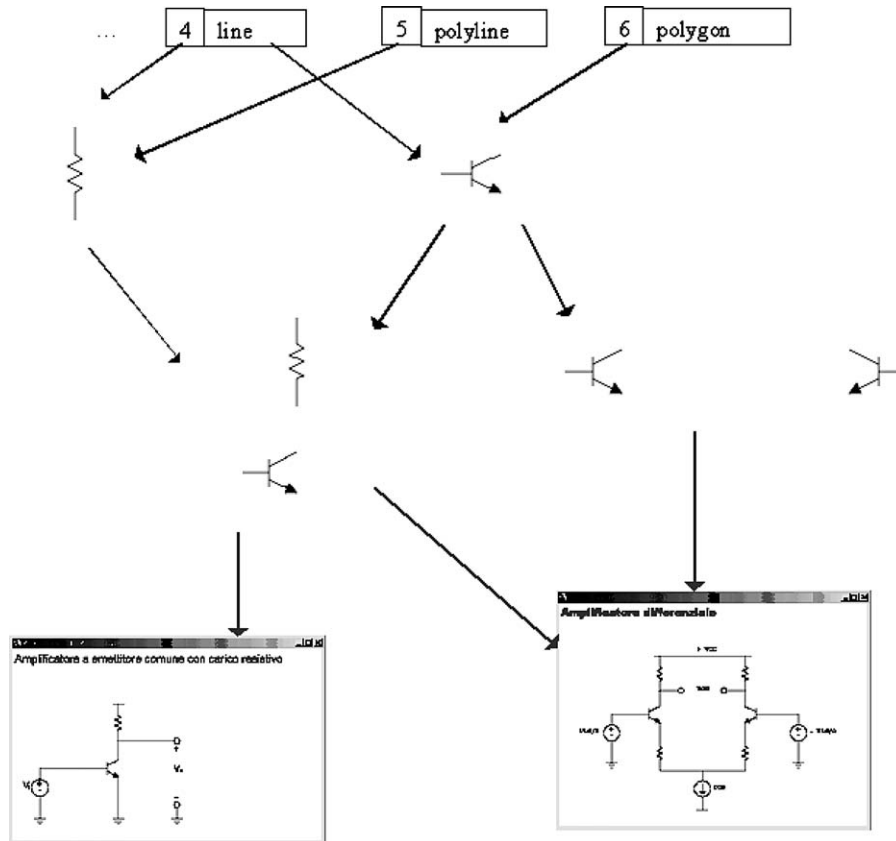 ... 4 line 5 polyline 6 polygon
Amplificatore differenziale
Amplificatore a emettitore comune con carico resistivo